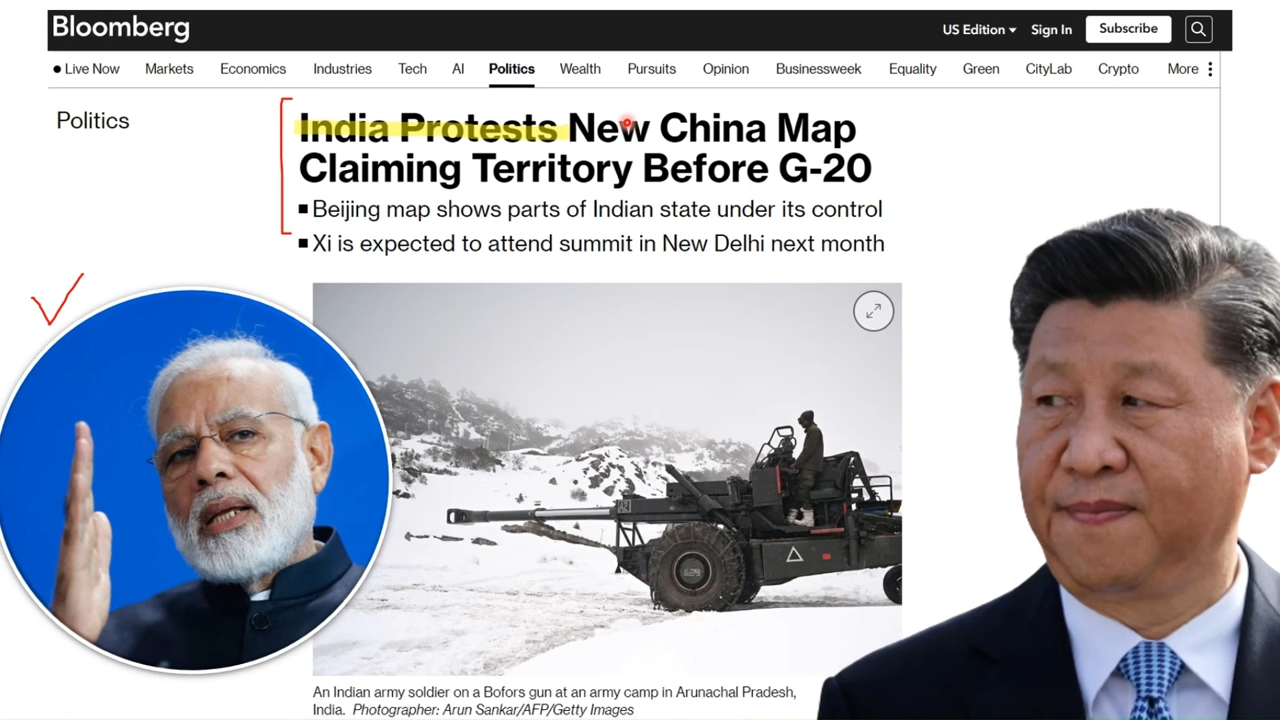 Bloomberg
US Edition Sign In Subscribe
Live Now Markets Economics Industries Tech AI Politics Wealth Pursuits Opinion Businessweek Equality Green CityLab Crypto More
Politics
India Protests New China Map
Claiming Territory Before G-20
■ Beijing map shows parts of Indian state under its control
■ Xi is expected to attend summit in New Delhi next month
An Indian army soldier on a Bofors gun at an army camp in Arunachal Pradesh,
India. Photographer: Arun Sankar/AFP/Getty Images